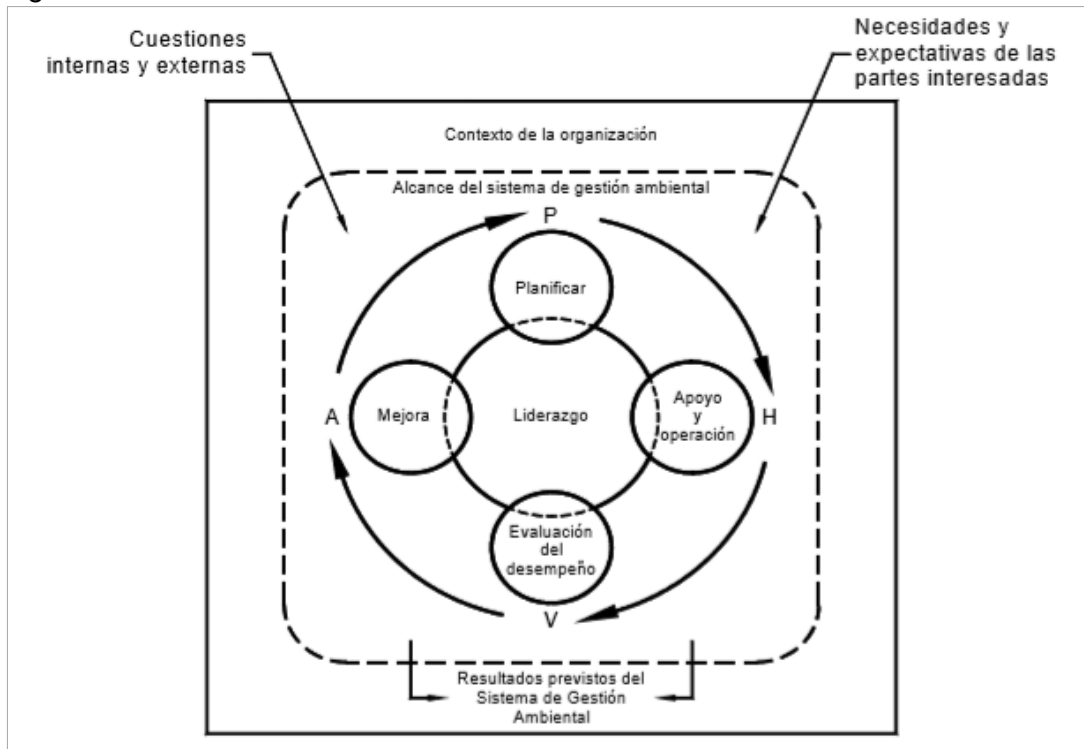 Cuestiones
internas y externas
Necesidades y
expectativas de las
partes interesadas
Contexto de la organización
Alcance del sistema de gestión ambiental
P
Planificar
A
Mejora
Liderazgo
Apoyo
y
operación
H
Evaluación
del
desempeño
V
Resultados previstos del
Sistema de Gestión
Ambiental